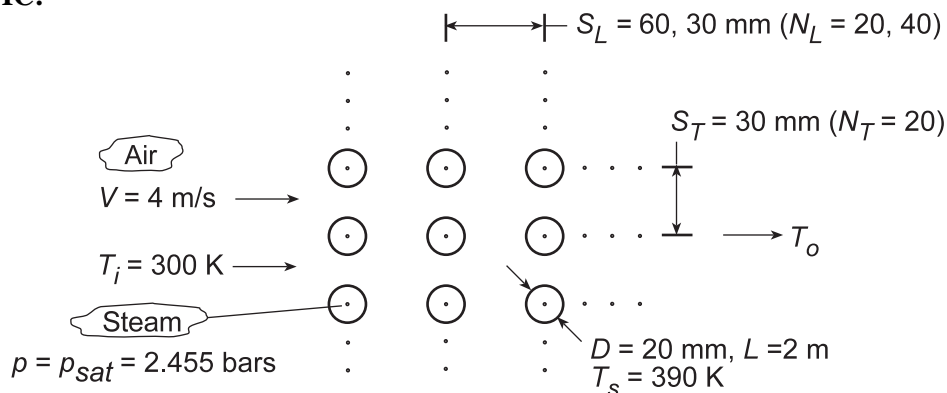 S_L = 60, 30 mm (N_L = 20, 40)
S_T = 30 mm (N_T = 20)
Air
V = 4 m/s
T_i = 300 K
T_o
Steam
p = p_sat = 2.455 bars
D = 20 mm, L =2 m
T_s = 390 K